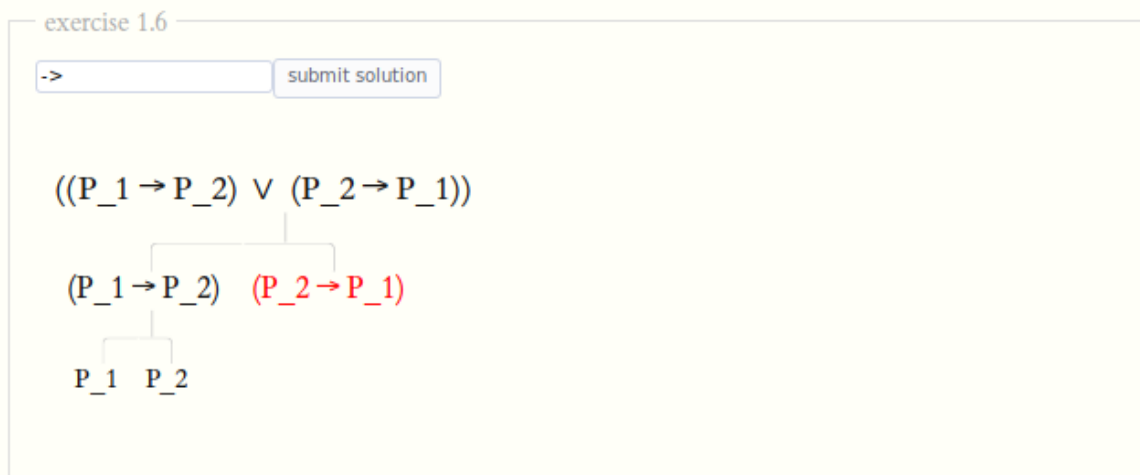 exercise 1.6
-> submit solution
((P_1→P_2) ∨ (P_2→P_1))
(P_1→P_2) (P_2→P_1)
P_1 P_2